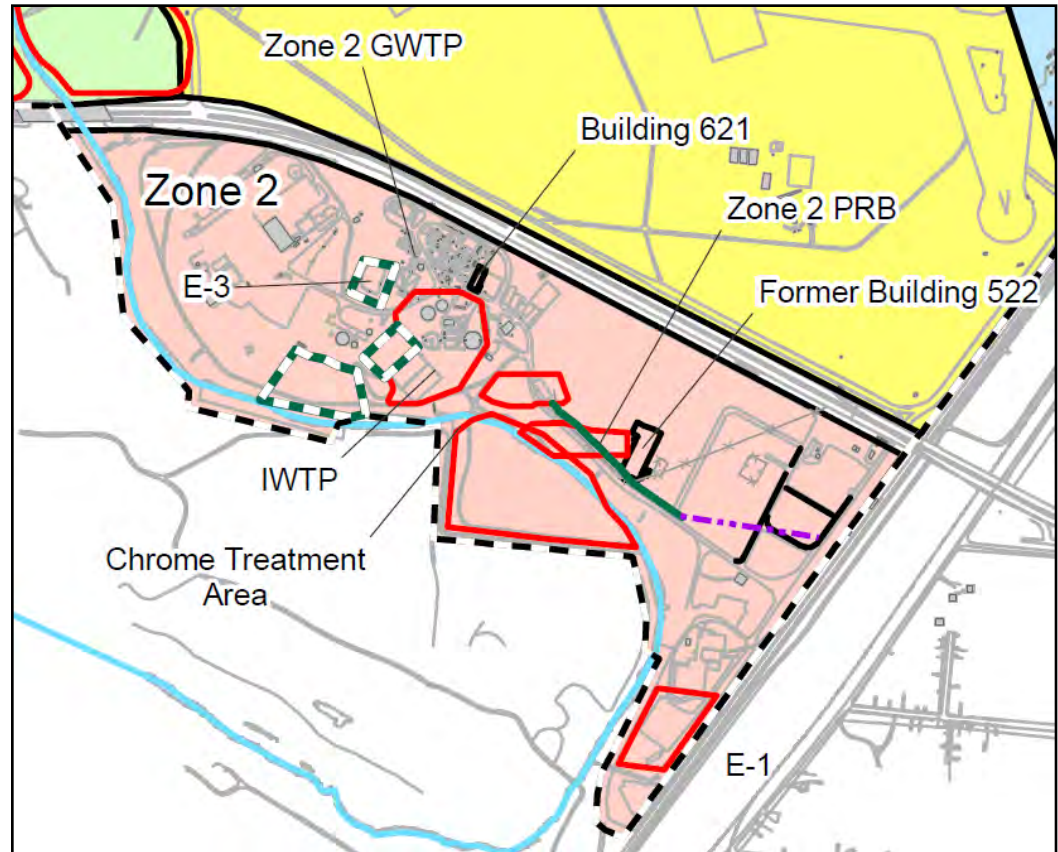 Zone 2 GWTP
Building 621
Zone 2
Zone 2 PRB
E-3
Former Building 522
IWTP
Chrome Treatment
Area
E-1